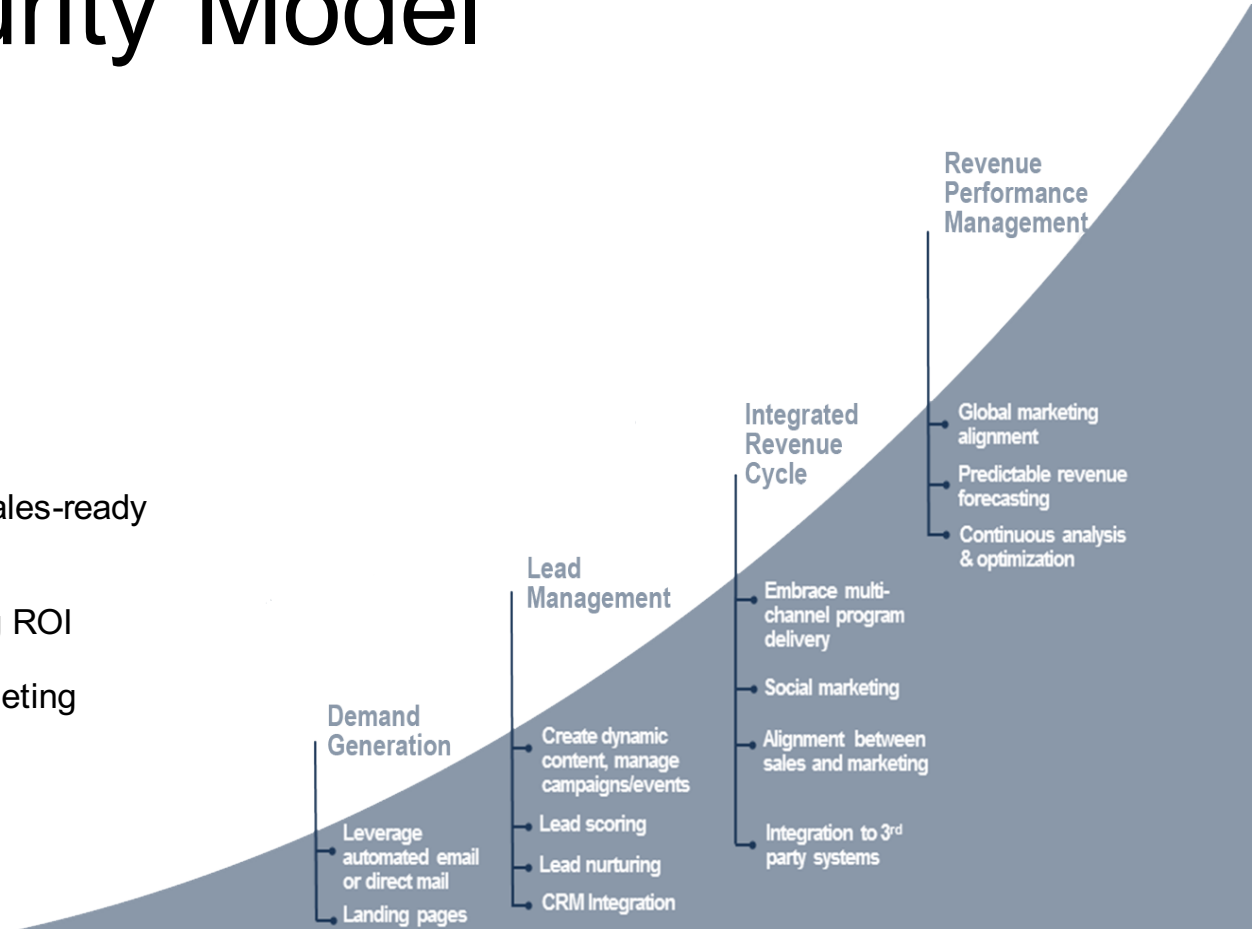 urity Model
ales-ready
ROI
eting
Demand
Generation
Leverage
automated email
or direct mail
Landing pages
Lead
Management
Create dynamic
content, manage
campaigns/events
Lead scoring
Lead nurturing
CRM Integration
Integrated
Revenue
Cycle
Embrace multi-
channel program
delivery
Social marketing
Alignment between
sales and marketing
Integration to 3rd
party systems
Revenue
Performance
Management
Global marketing
alignment
Predictable revenue
forecasting
Continuous analysis
& optimization